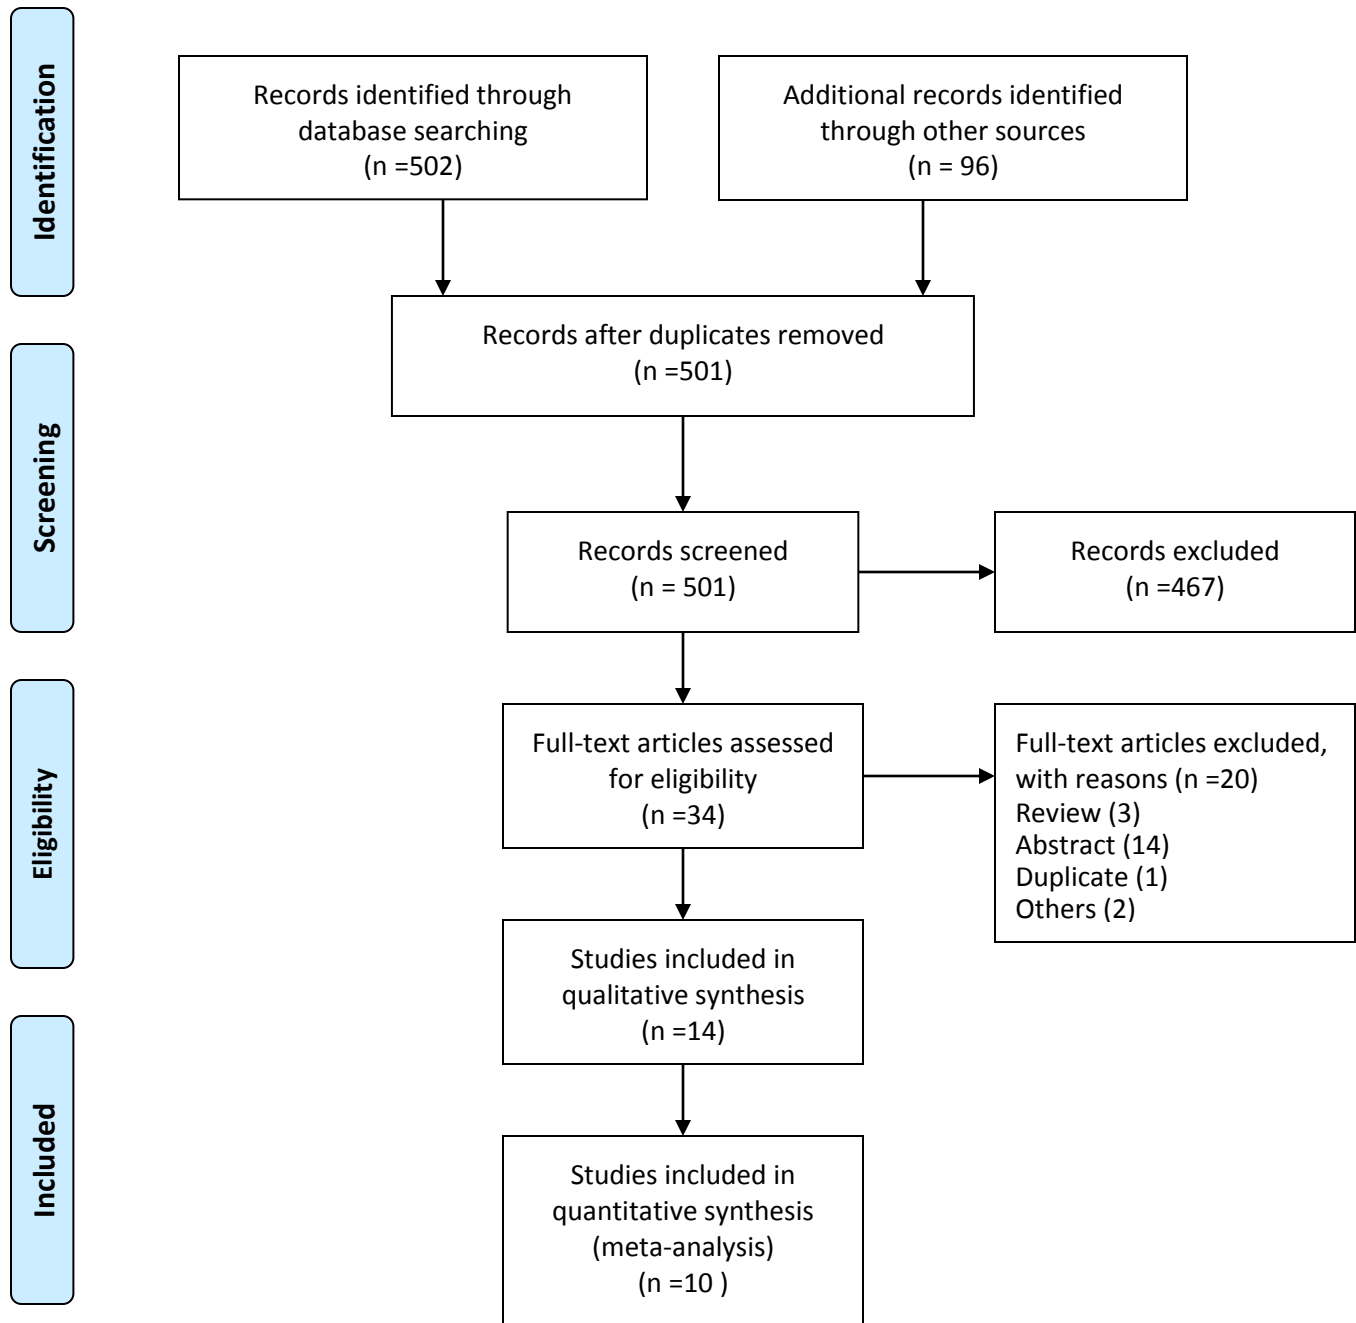 Identification
Records identified through
database searching
(n =502)
Additional records identified
through other sources
(n = 96)
Records after duplicates removed
(n =501)
Screening
Records screened
(n = 501)
Records excluded
(n =467)
Eligibility
Full-text articles assessed
for eligibility
(n =34)
Full-text articles excluded,
with reasons (n =20)
Review (3)
Abstract (14)
Duplicate (1)
Others (2)
Studies included in
qualitative synthesis
(n =14)
Included
Studies included in
quantitative synthesis
(meta-analysis)
(n =10 )